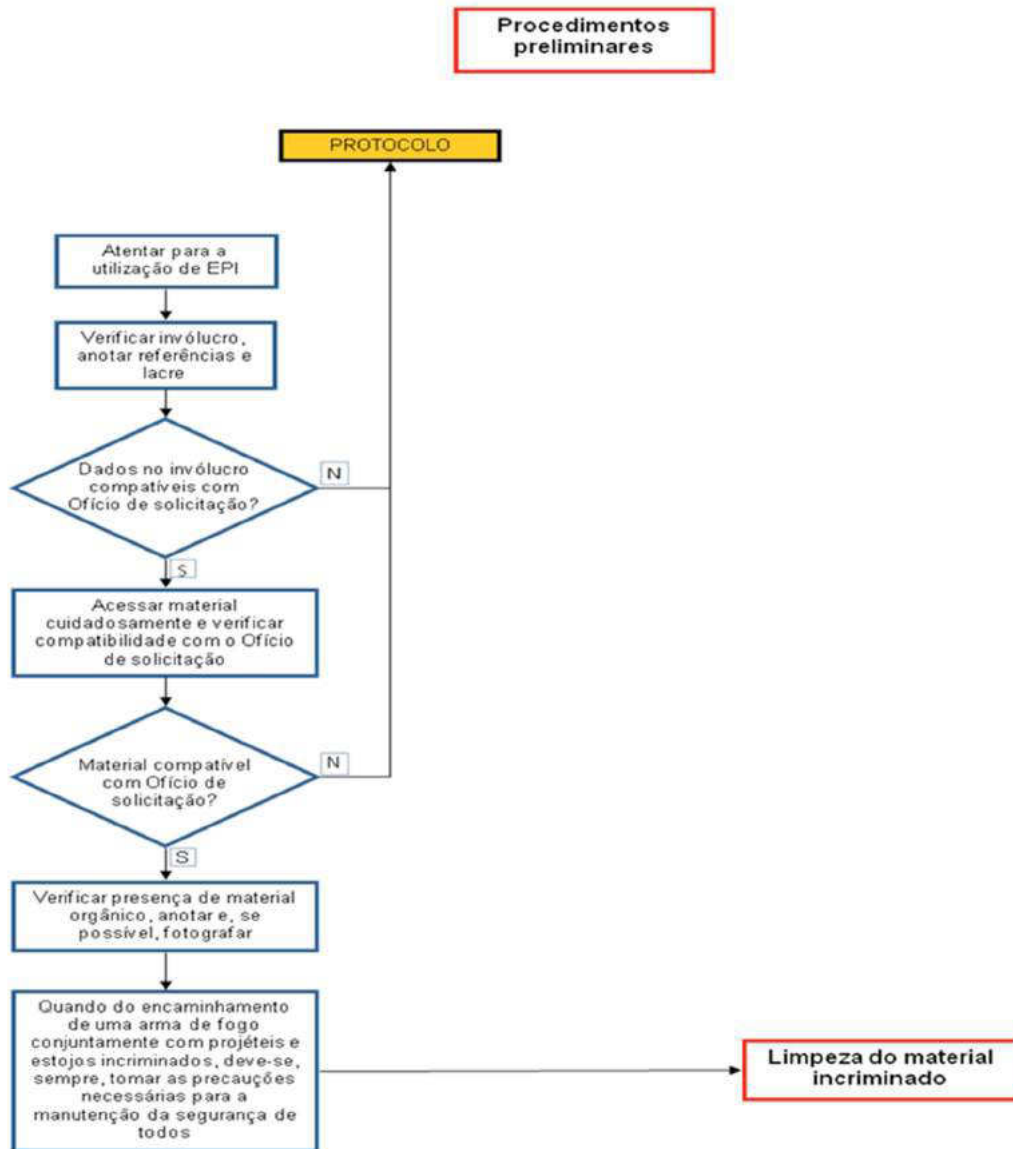 Procedimentos
preliminares
PROTOCOLO
Atentar para a
utilização de EPI
Verificar invólucro,
anotar referências e
lacre
Dados no invólucro
compatíveis com
Ofício de solicitação?
N
S
Acessar material
cuidadosamente e verificar
compatibilidade com o Ofício
de solicitação
Material compatível
com Ofício de
solicitação?
N
S
Verificar presença de material
orgânico, anotar e, se
possível, fotografar
Quando do encaminhamento
de uma arma de fogo
conjuntamente com projéteis e
estojos incriminados, deve-se,
sempre, tomar as precauções
necessárias para a
manutenção da segurança de
todos
Limpeza do material
incriminado